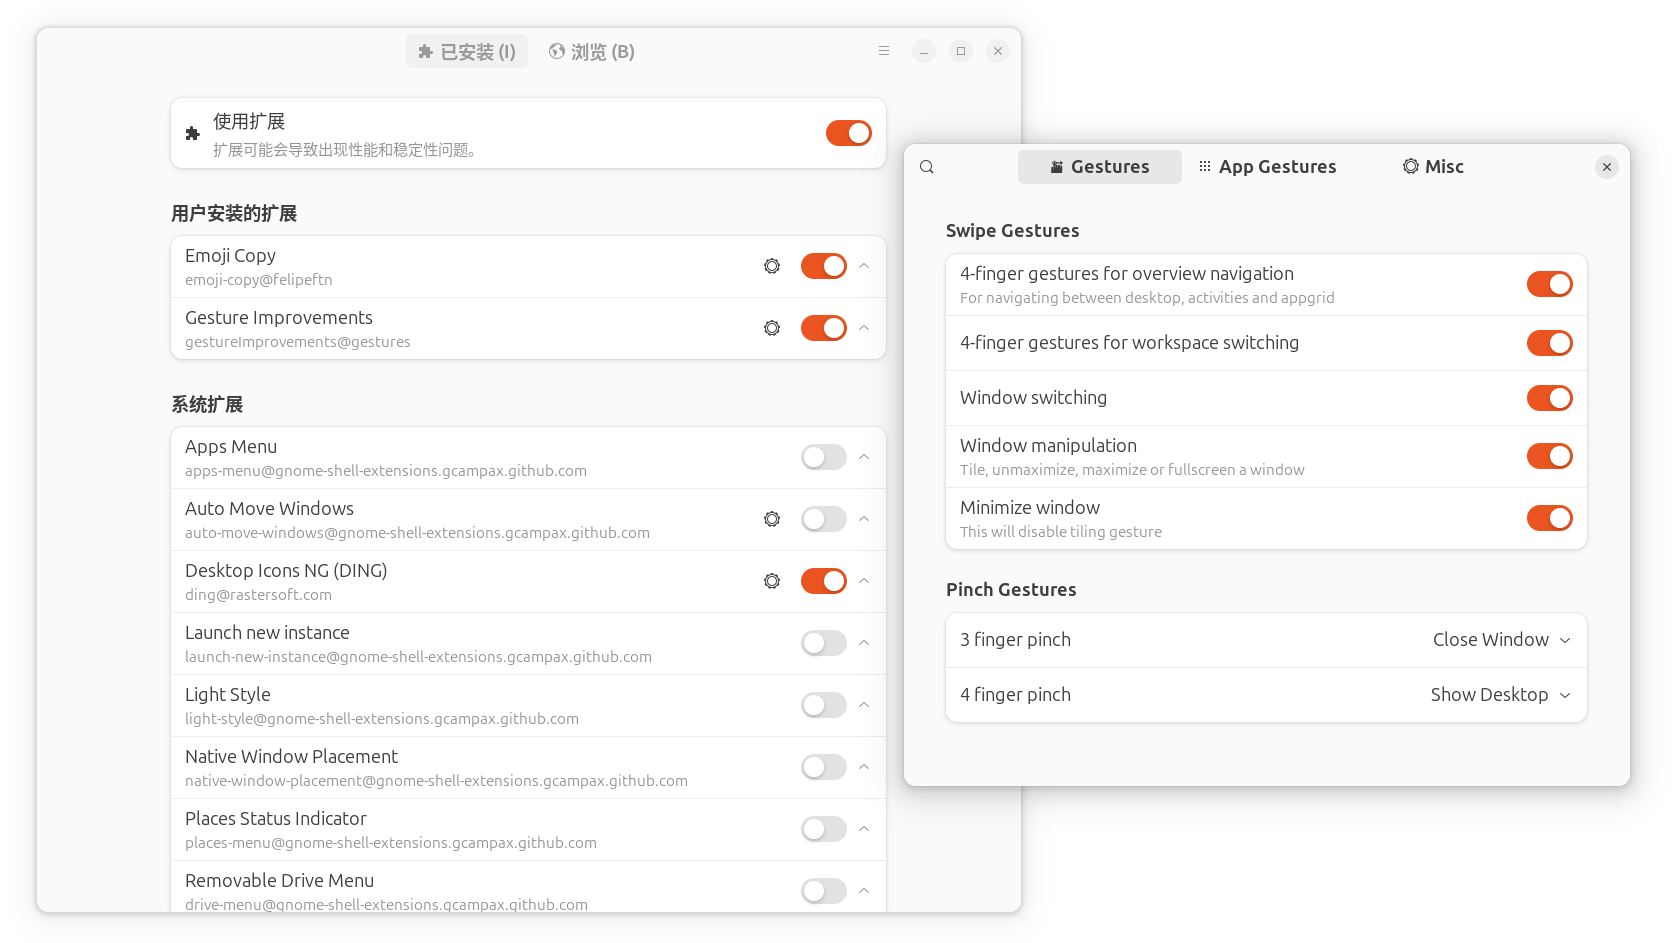 已安装 (I)
浏览 (B)
使用扩展
扩展可能会导致出现性能和稳定性问题。
用户安装的扩展
Emoji Copy
emoji-copy@felipeftn
Gesture Improvements
gestureImprovements@gestures
系统扩展
Apps Menu
apps-menu@gnome-shell-extensions.gcampax.github.com
Auto Move Windows
auto-move-windows@gnome-shell-extensions.gcampax.github.com
Desktop Icons NG (DING)
ding@rastersoft.com
Launch new instance
launch-new-instance@gnome-shell-extensions.gcampax.github.com
Light Style
light-style@gnome-shell-extensions.gcampax.github.com
Native Window Placement
native-window-placement@gnome-shell-extensions.gcampax.github.com
Places Status Indicator
places-menu@gnome-shell-extensions.gcampax.github.com
Removable Drive Menu
drive-menu@gnome-shell-extensions.gcampax.github.com
Gestures
App Gestures
Misc
Swipe Gestures
4-finger gestures for overview navigation
For navigating between desktop, activities and appgrid
4-finger gestures for workspace switching
Window switching
Window manipulation
Tile, unmaximize, maximize or fullscreen a window
Minimize window
This will disable tiling gesture
Pinch Gestures
3 finger pinch
Close Window
4 finger pinch
Show Desktop